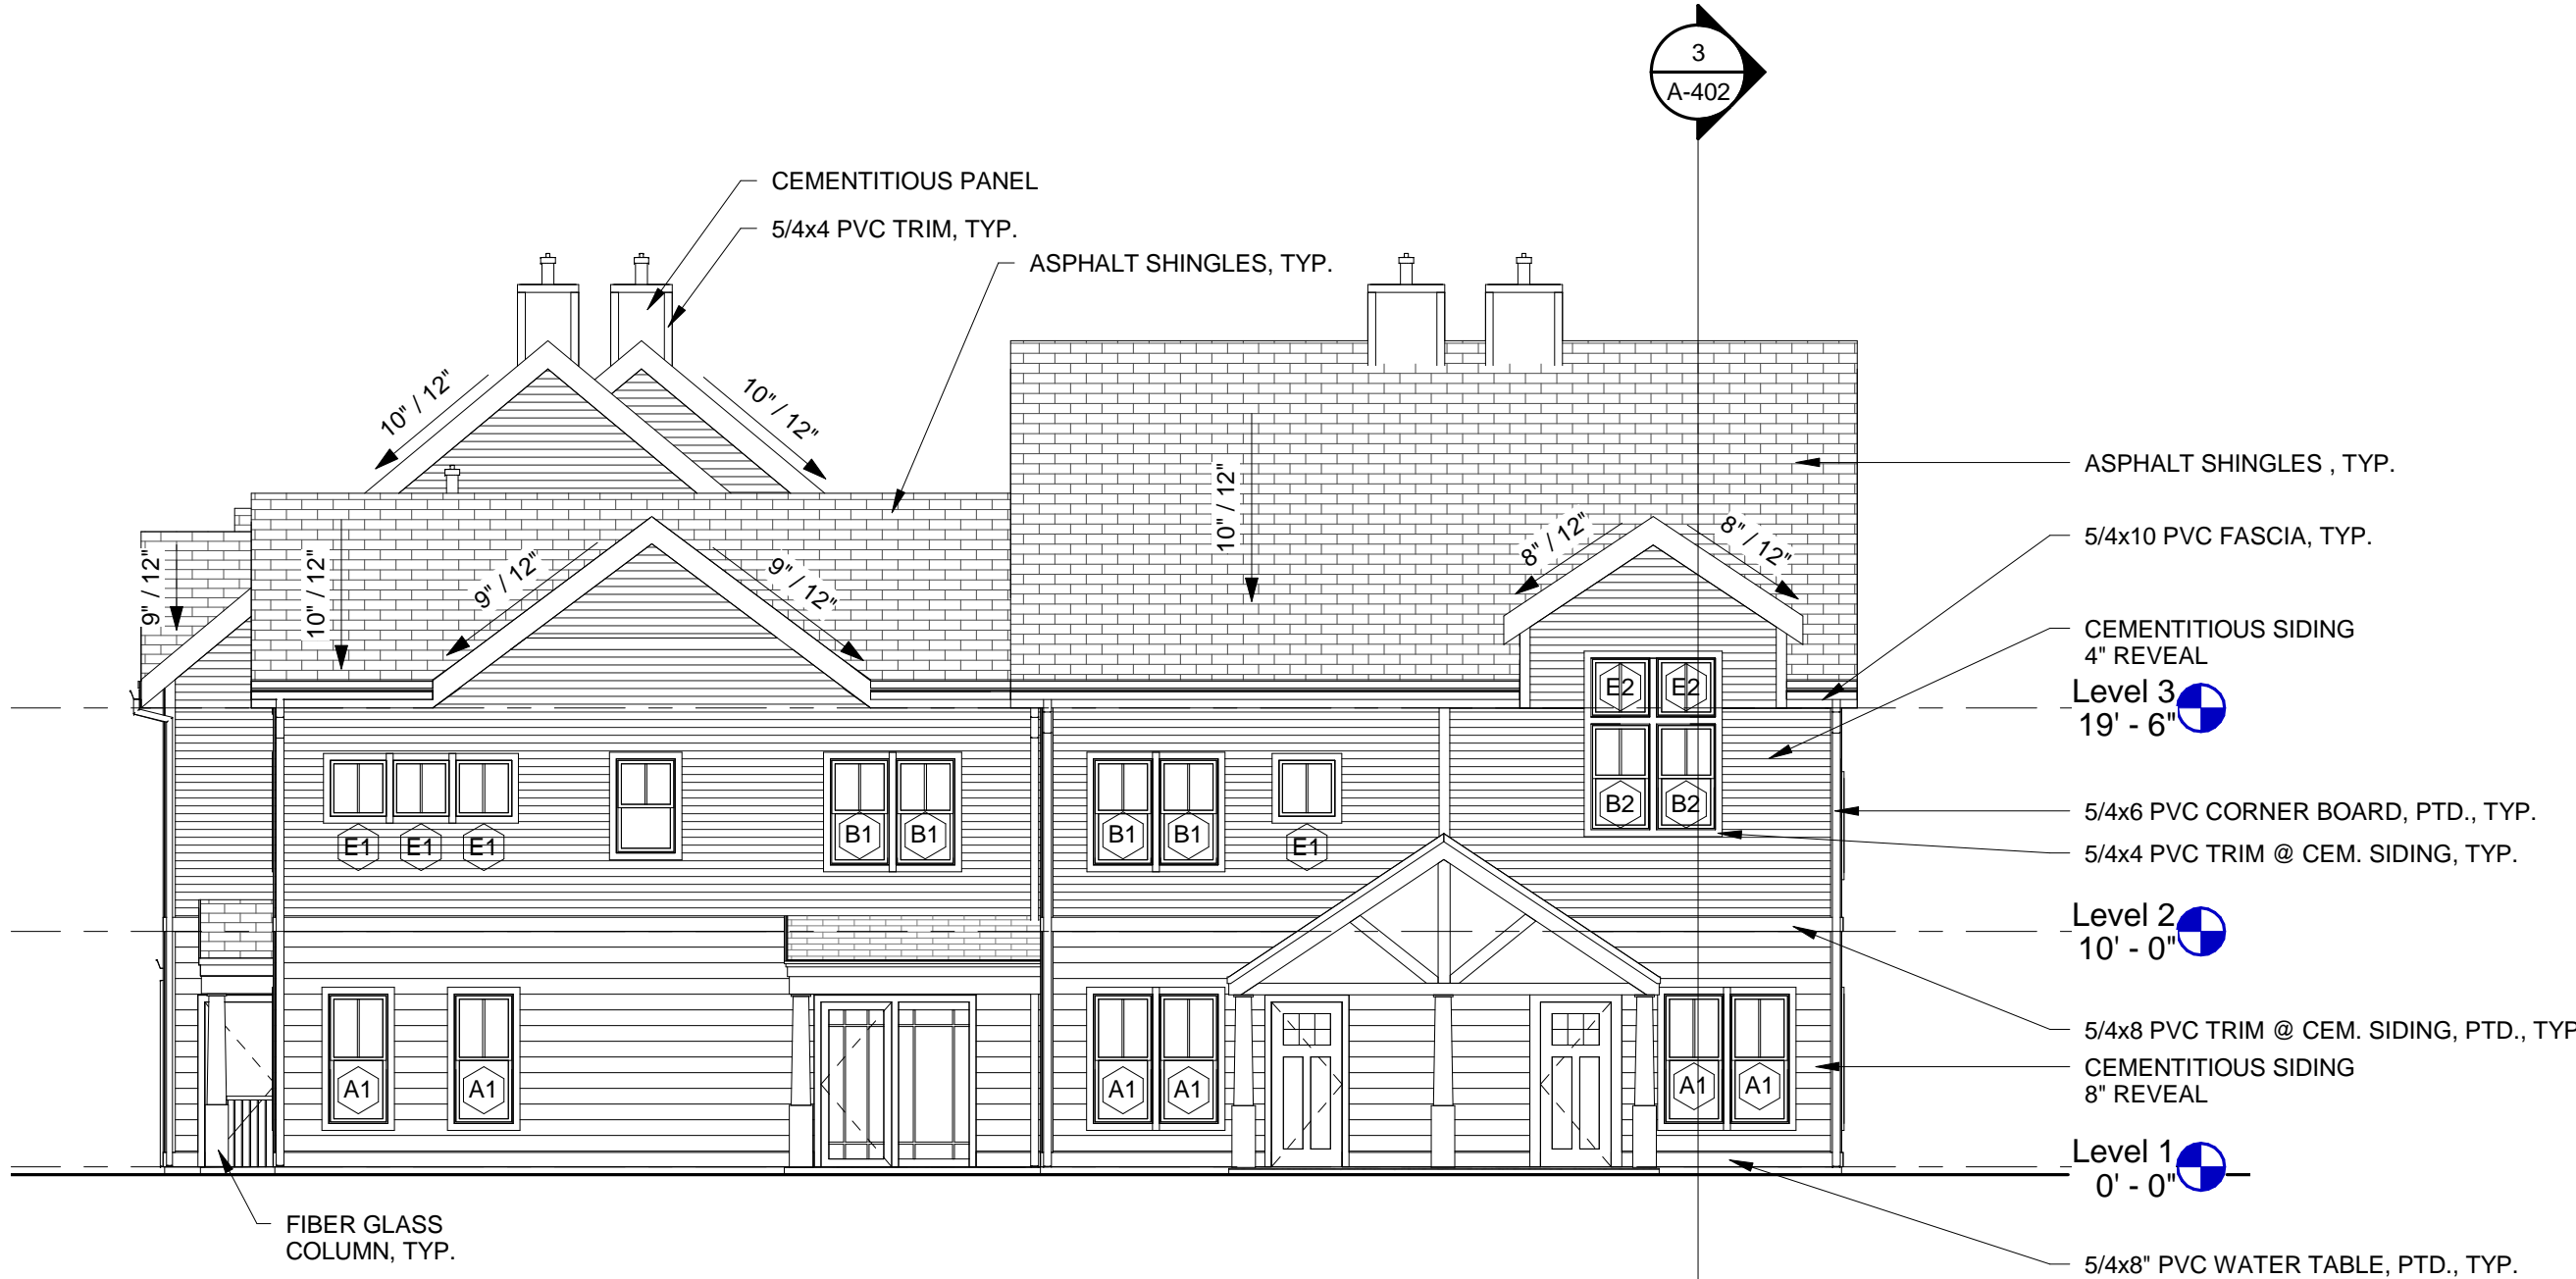 3
A-402
CEMENTITIOUS PANEL
5/4x4 PVC TRIM, TYP.
ASPHALT SHINGLES, TYP.
10" / 12"
10" / 12"
10" / 12"
ASPHALT SHINGLES , TYP.
5/4x10 PVC FASCIA, TYP.
8" / 12"
8" / 12"
9" / 12"
10" / 12"
9" / 12"
9" / 12"
CEMENTITIOUS SIDING
4" REVEAL
Level 3
19' - 6"
E2
E2
B2
B2
5/4x6 PVC CORNER BOARD, PTD., TYP.
5/4x4 PVC TRIM @ CEM. SIDING, TYP.
E1
E1
E1
B1
B1
B1
B1
E1
Level 2
10' - 0"
5/4x8 PVC TRIM @ CEM. SIDING, PTD., TYP
CEMENTITIOUS SIDING
8" REVEAL
A1
A1
A1
A1
A1
A1
Level 1
0' - 0"
FIBER GLASS
COLUMN, TYP.
5/4x8" PVC WATER TABLE, PTD., TYP.